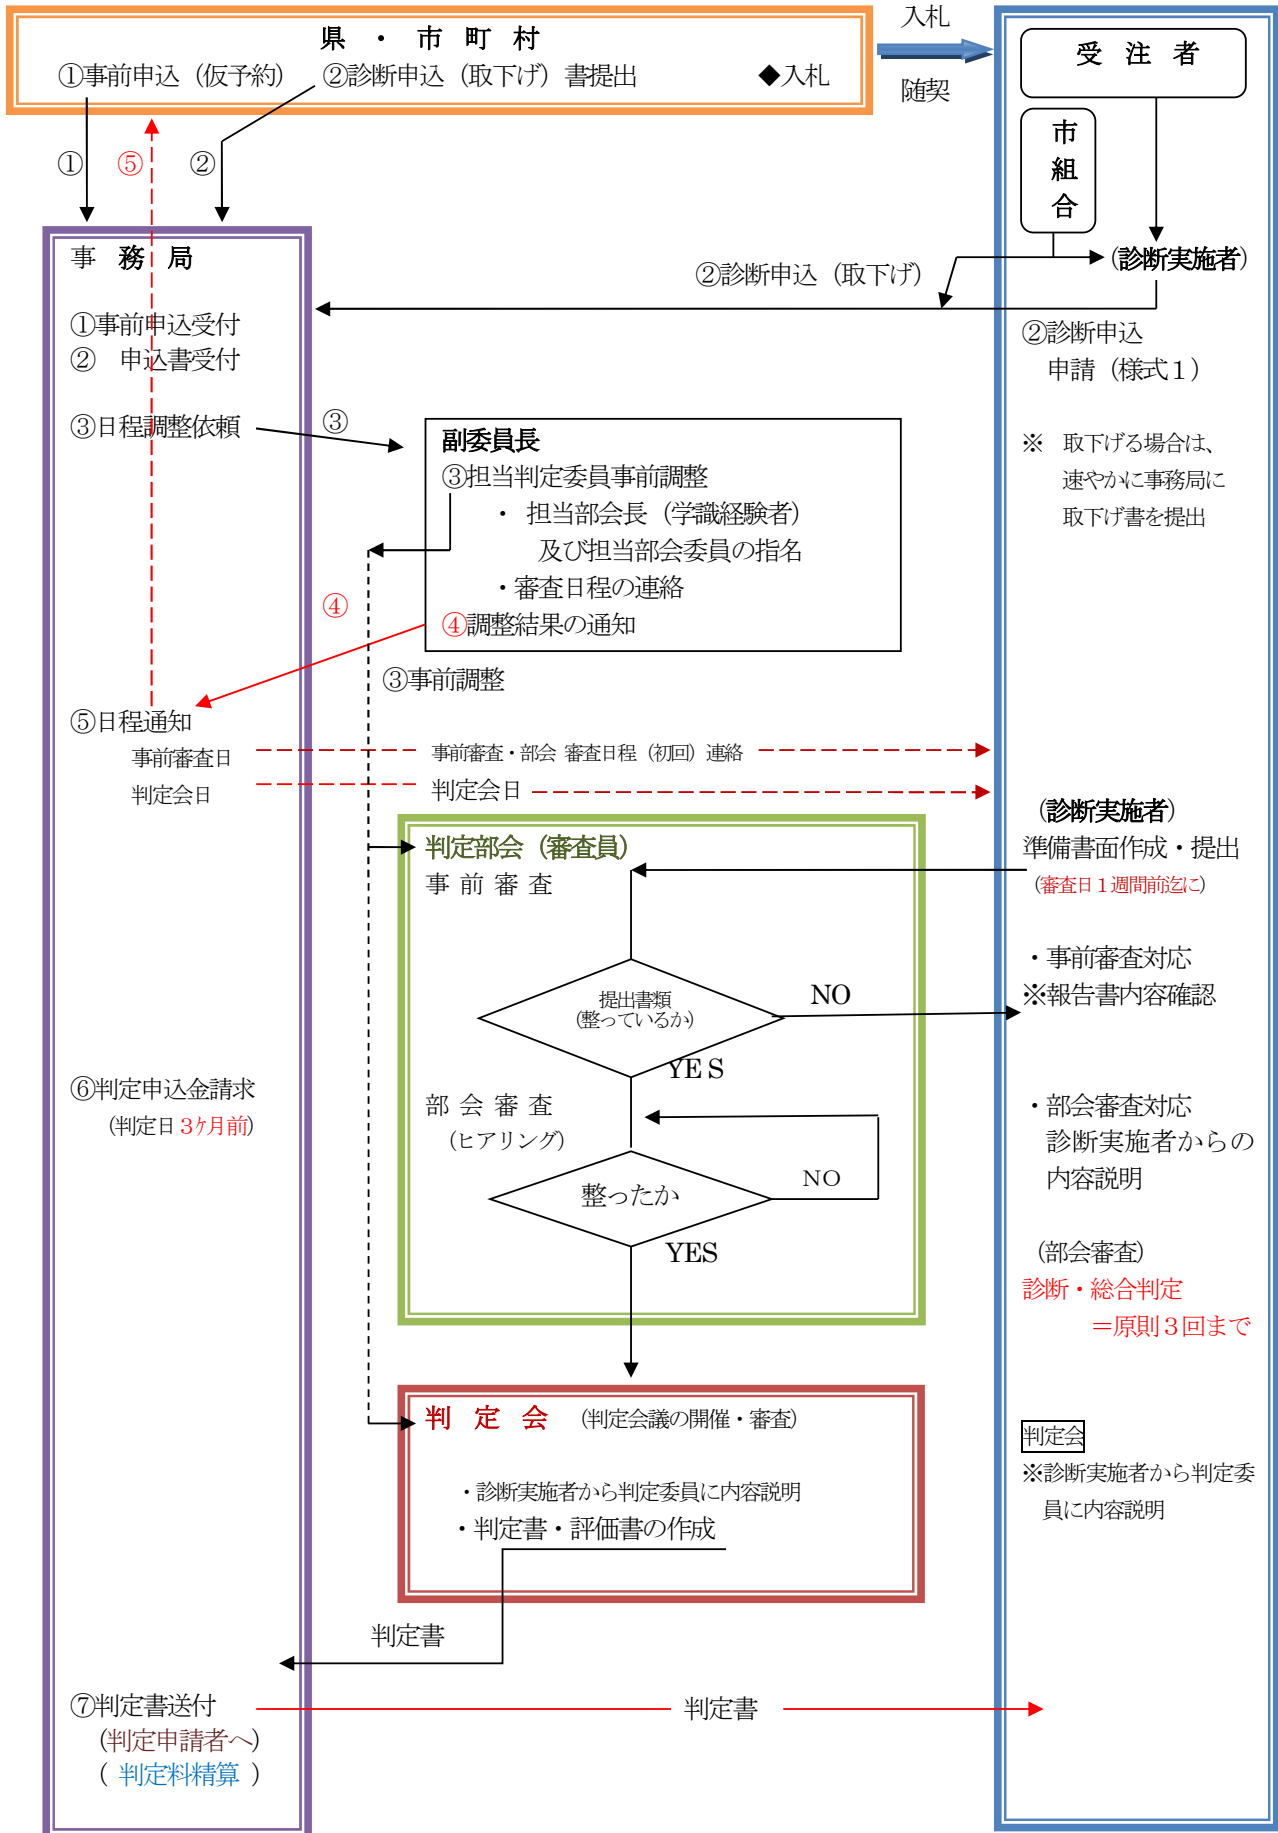 県 ・ 市 町 村
①事前申込（仮予約） ②診断申込（取下げ）書提出 ◆入札
入札
随契
受 注 者
市組合
① ⑤ ②
事 務 局
①事前申込受付
② 申込書受付
③日程調整依頼
③
②診断申込（取下げ）
（診断実施者）
②診断申込
申請（様式１）
※ 取下げる場合は、
速やかに事務局に
取下げ書を提出
副委員長
③担当判定委員事前調整
・ 担当部会長（学識経験者）
及び担当部会委員の指名
・審査日程の連絡
④調整結果の通知
④
③事前調整
⑤日程通知
事前審査日
判定会日
事前審査・部会 審査日程（初回）連絡
判定会日
（診断実施者）
準備書面作成・提出
（審査日１週間前迄に）
・事前審査対応
※報告書内容確認
判定部会（審査員）
事 前 審 査
提出書類
（整っているか）
NO
YE S
部 会 審 査
（ヒアリング）
整ったか
NO
YES
⑥判定申込金請求
（判定日３ケ月前）
・部会審査対応
診断実施者からの
内容説明
（部会審査）
診断・総合判定
＝原則３回まで
判 定 会 （判定会議の開催・審査）
・診断実施者から判定委員に内容説明
・判定書・評価書の作成
判定会
※診断実施者から判定委
員に内容説明
判定書
⑦判定書送付
（判定申請者へ）
（ 判定料精算 ）
判定書